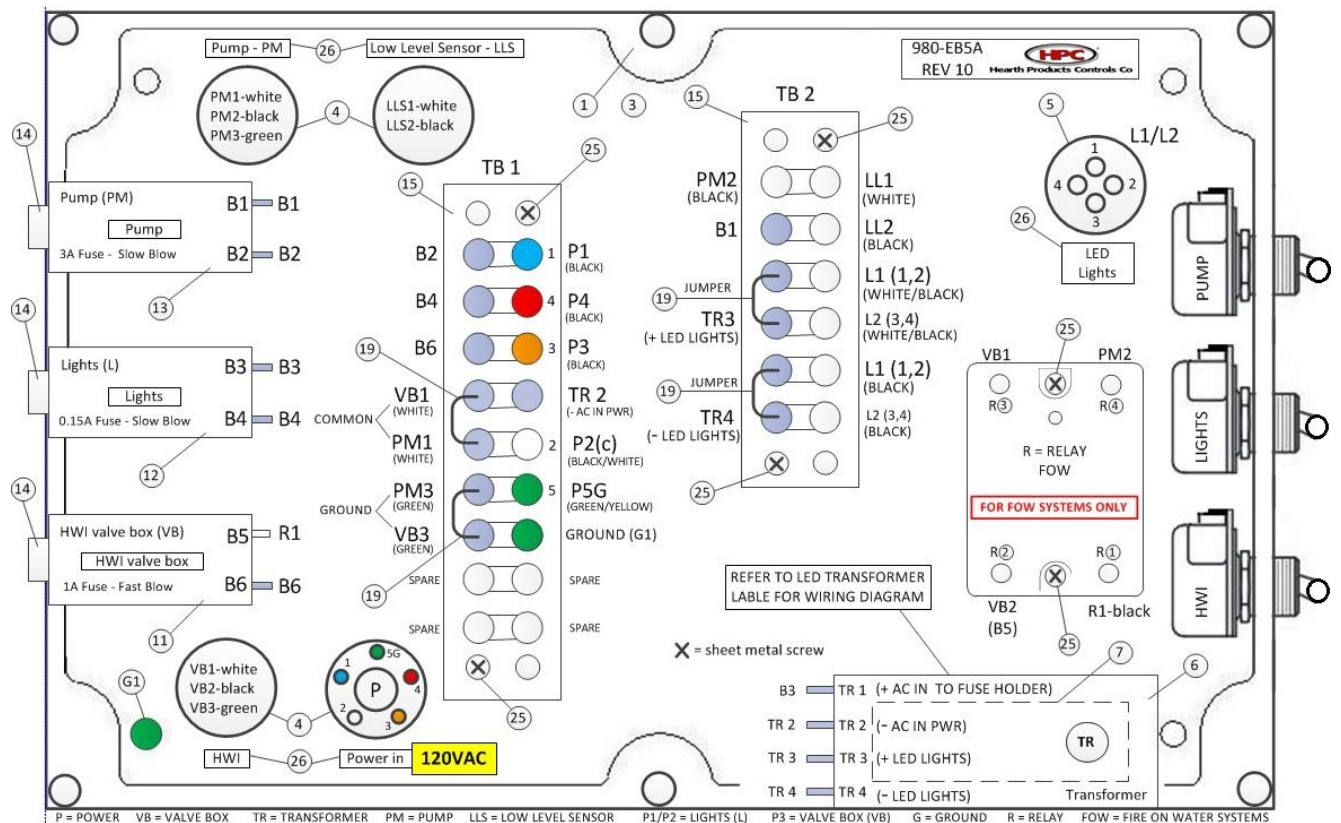 Pump - PM
26
Low Level Sensor - LLS
980-EB5A
REV 10
HPC
Hearth Products Controls Co
PM1-white
PM2-black
PM3-green
4
LLS1-white
LLS2-black
1
3
14
Pump (PM)
Pump
3A Fuse - Slow Blow
B1
B1
B2
B2
13
14
Lights (L)
Lights
0.15A Fuse - Slow Blow
B3
B3
B4
B4
12
14
HWI valve box (VB)
HWI valve box
1A Fuse - Fast Blow
B5
R1
B6
B6
11
TB 1
15
25
B2
1
P1
(BLACK)
B4
4
P4
(BLACK)
B6
3
P3
(BLACK)
19
COMMON
VB1
(WHITE)
TR 2
(- AC IN PWR)
PM1
(WHITE)
2
P2(c)
(BLACK/WHITE)
GROUND
PM3
(GREEN)
5
P5G
(GREEN/YELLOW)
VB3
(GREEN)
GROUND (G1)
19
SPARE
SPARE
SPARE
SPARE
25
TB 2
15
25
PM2
(BLACK)
LL1
(WHITE)
B1
LL2
(BLACK)
19
JUMPER
L1 (1,2)
(WHITE/BLACK)
TR3
(+ LED LIGHTS)
L2 (3,4)
(WHITE/BLACK)
19
JUMPER
L1 (1,2)
(BLACK)
TR4
(- LED LIGHTS)
L2 (3,4)
(BLACK)
25
5
L1/L2
1
4
2
3
26
LED
Lights
PUMP
LIGHTS
HWI
25
VB1
PM2
R3
R4
R = RELAY
FOW
FOR FOW SYSTEMS ONLY
R2
R1
VB2
(B5)
R1-black
25
G1
VB1-white
VB2-black
VB3-green
4
5G
1
P
4
2
3
HWI
26
Power in
120VAC
REFER TO LED TRANSFORMER
LABLE FOR WIRING DIAGRAM
X = sheet metal screw
7
6
B3
TR 1
(+ AC IN TO FUSE HOLDER)
TR 2
TR 2
(- AC IN PWR)
TR
TR 3
TR 3
(+ LED LIGHTS)
TR 4
TR 4
(- LED LIGHTS)
Transformer
P = POWER VB = VALVE BOX TR = TRANSFORMER PM = PUMP LLS = LOW LEVEL SENSOR P1/P2 = LIGHTS (L) P3 = VALVE BOX (VB) G = GROUND R = RELAY FOW = FIRE ON WATER SYSTEMS